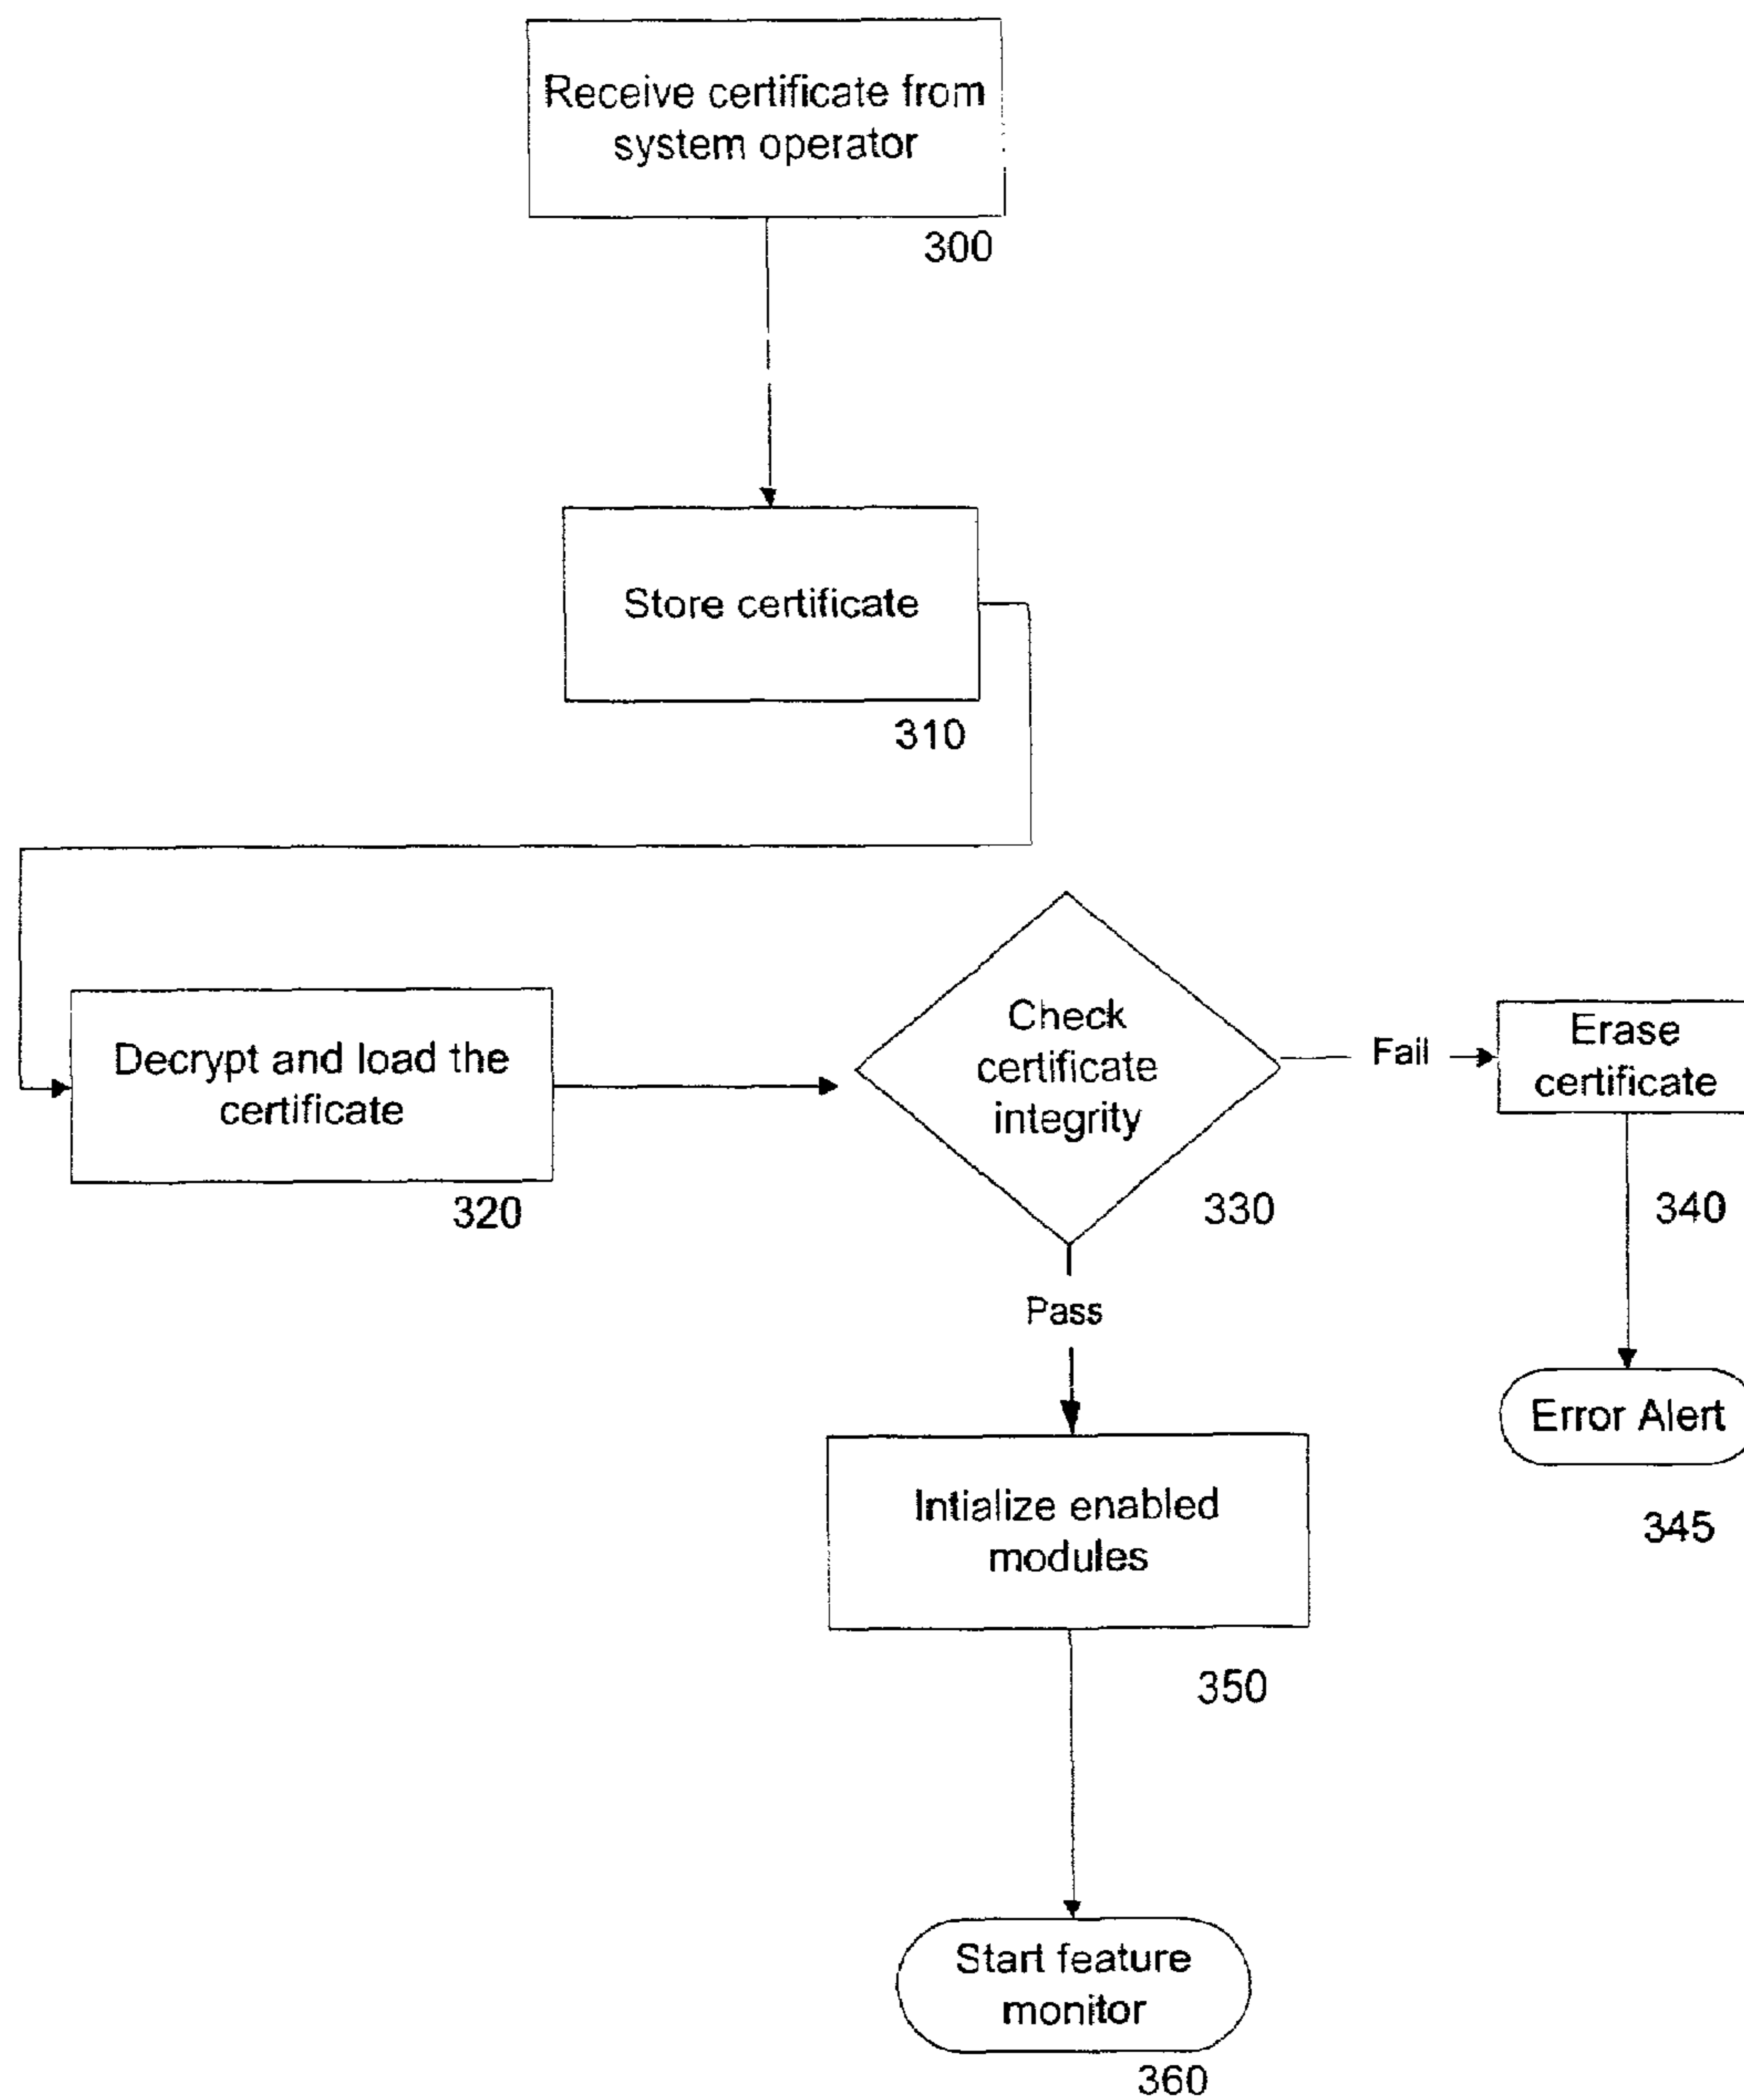 Receive certificate from
system operator
300
Store certificate
310
Decrypt and load the
certificate
320
Check
certificate
integrity
330
Fail
Erase
certificate
340
Error Alert
345
Pass
Intialize enabled
modules
350
Start feature
monitor
360